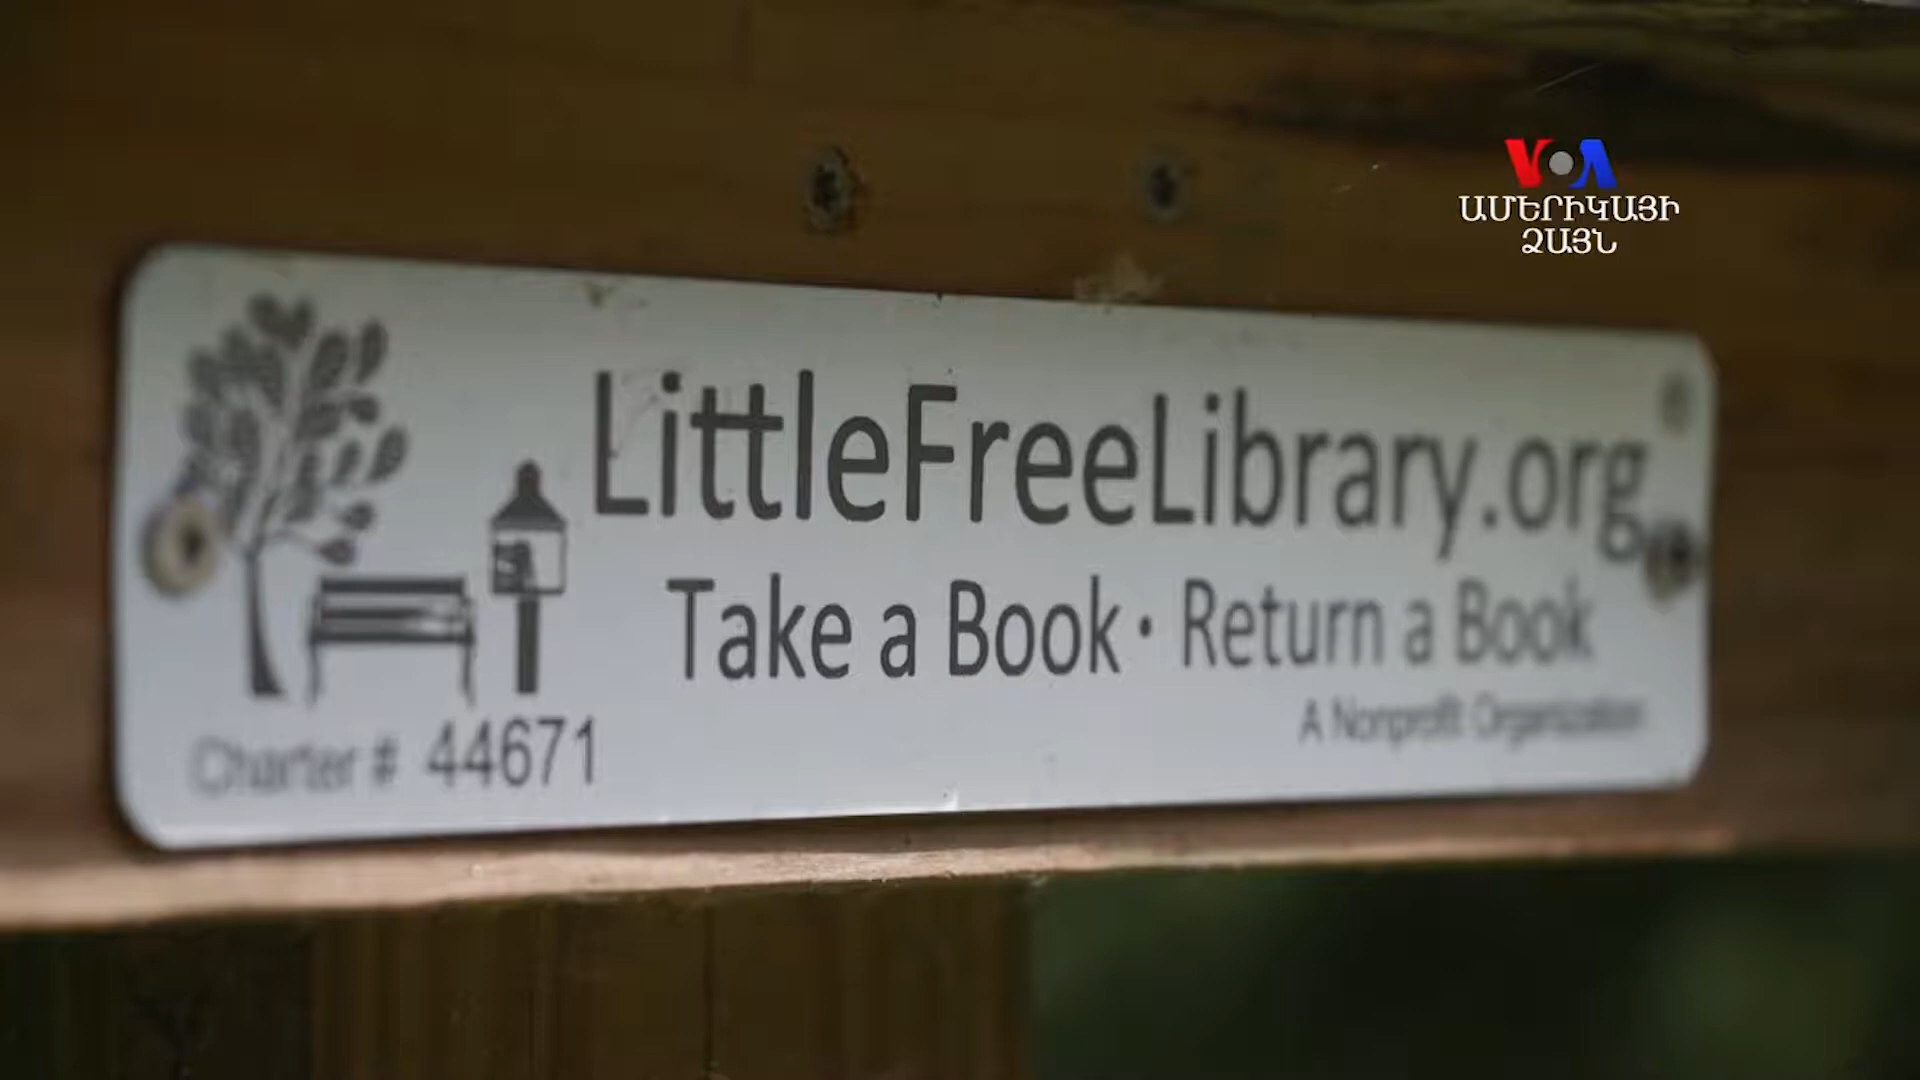 VOA
ԱՄԵՐԻԿԱՅԻ
ՁԱՅՆ
LittleFreeLibrary.org
Take a Book · Return a Book
A Nonprofit Organization
Charter # 44671